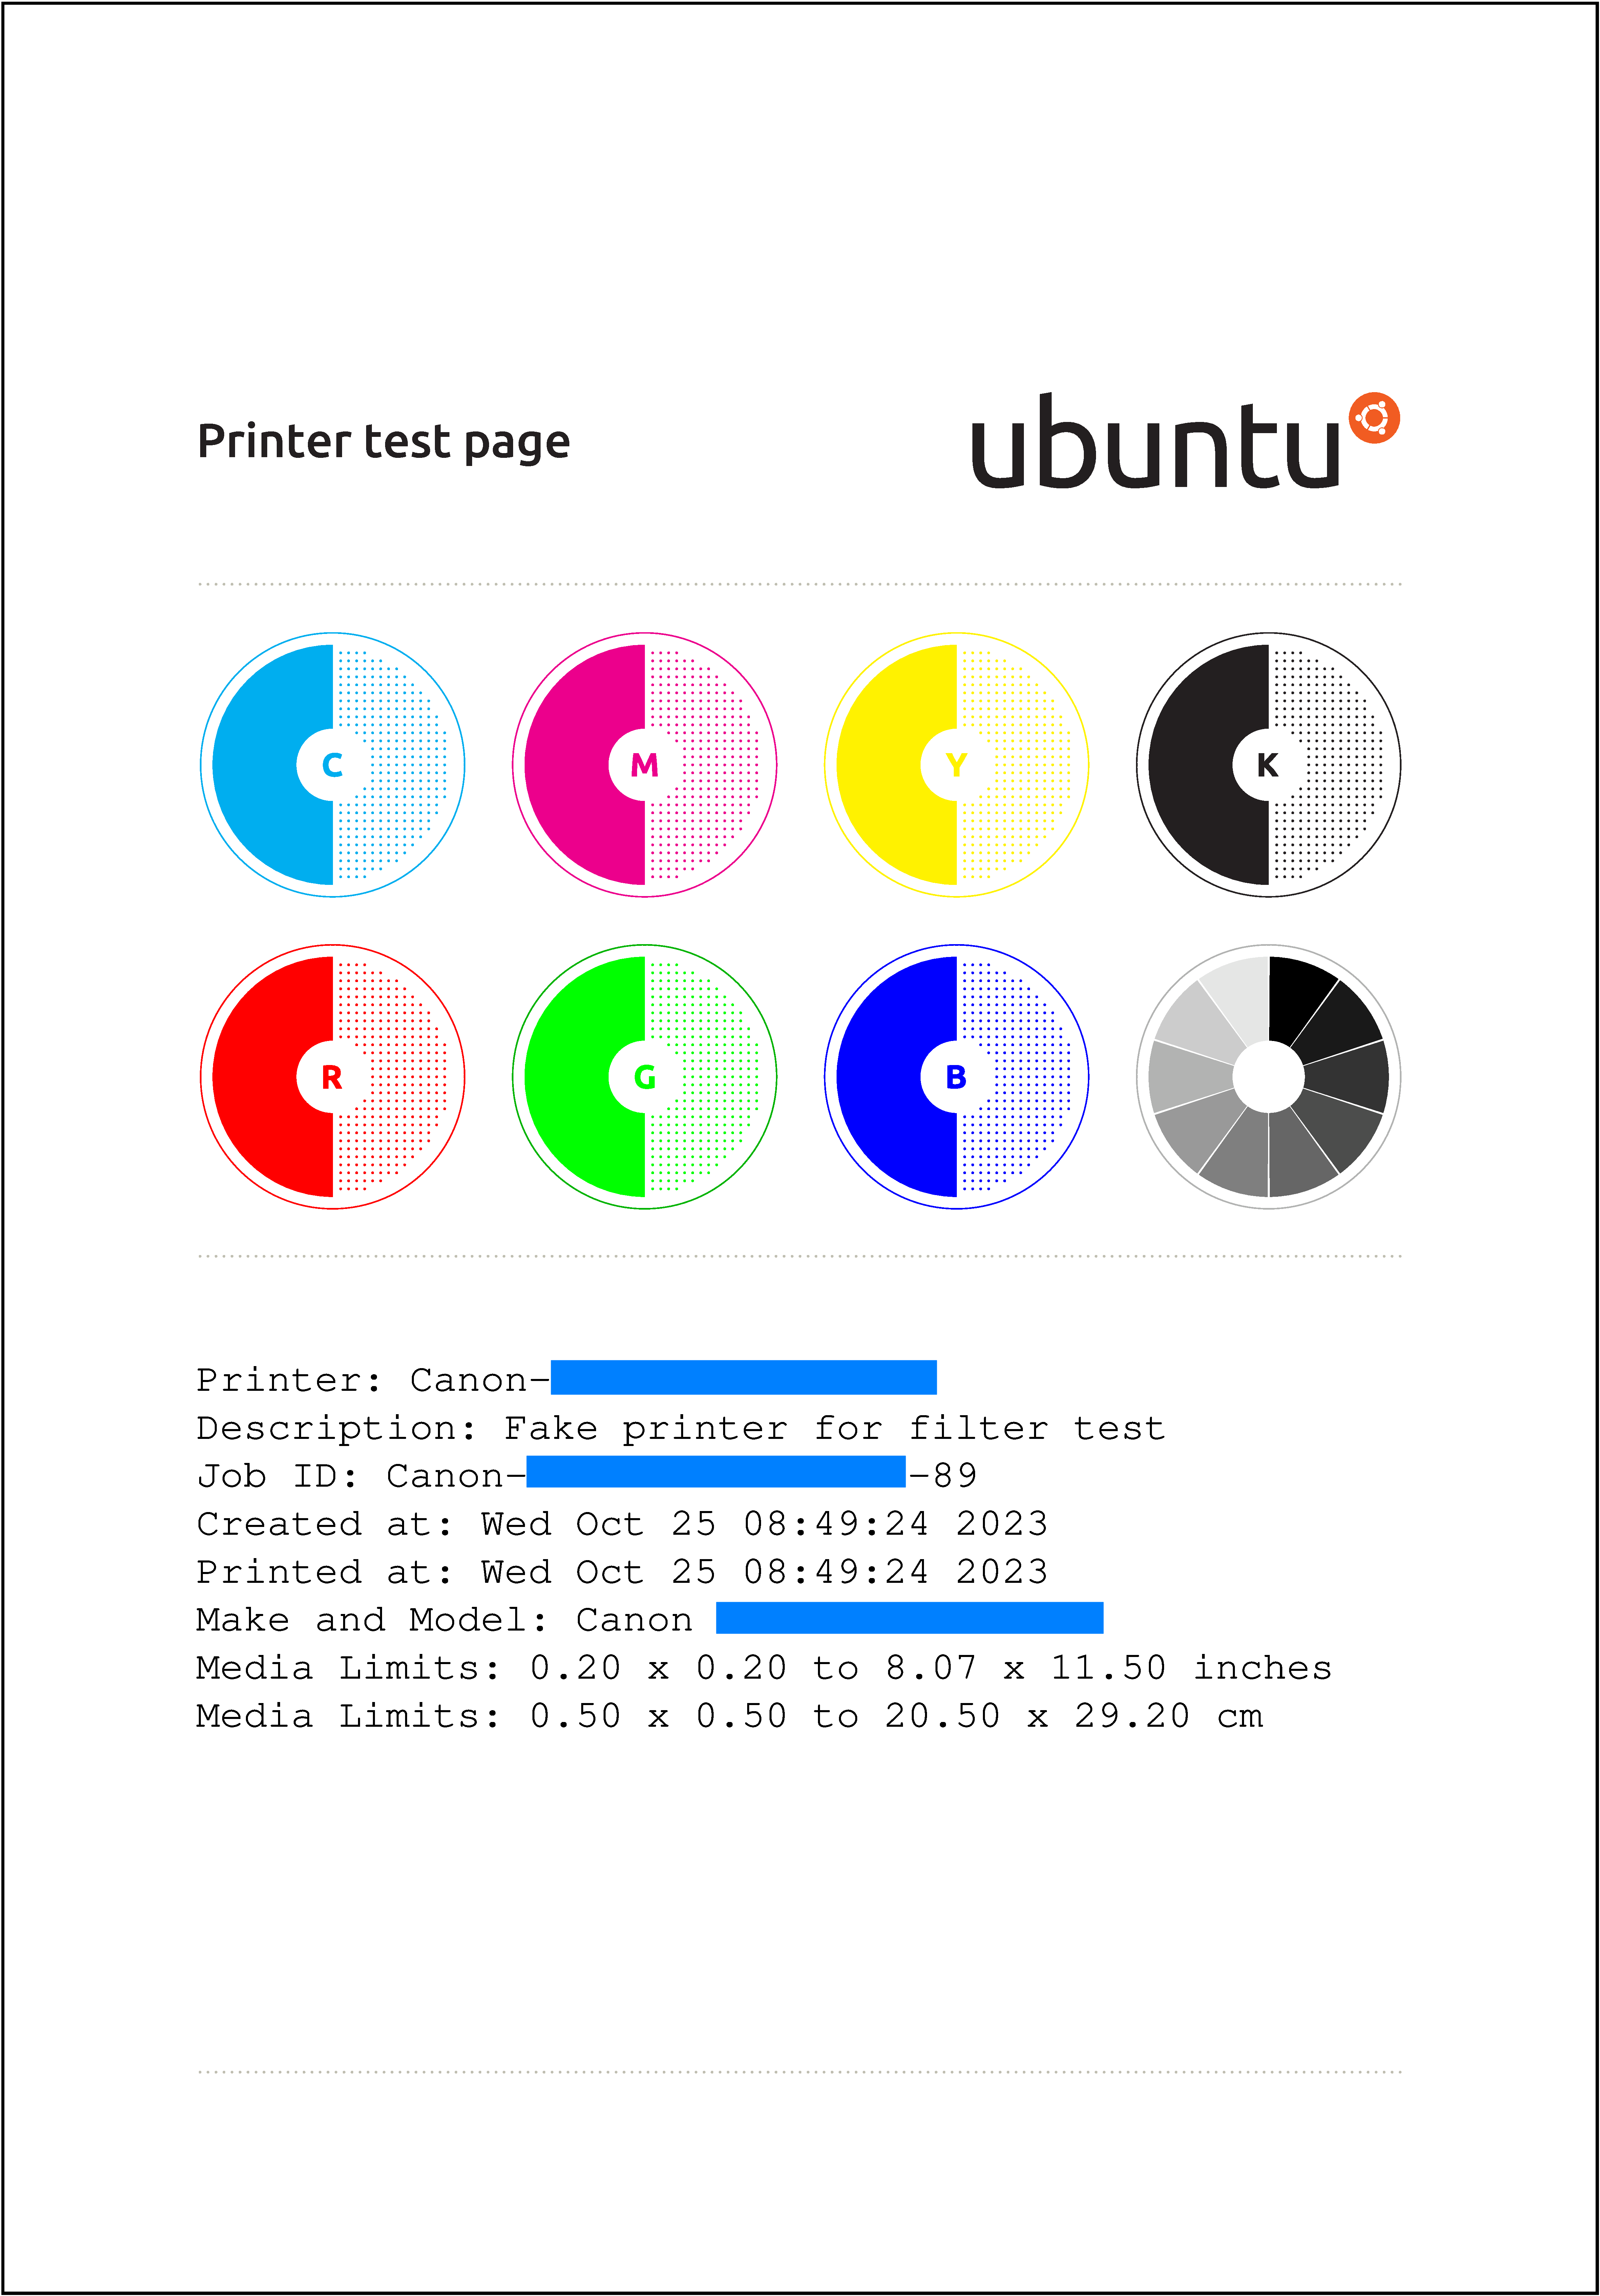 Printer test page
ubuntu
C
M
Y
K
R
G
B
Printer: Canon-
Description: Fake printer for filter test
Job ID: Canon- -89
Created at: Wed Oct 25 08:49:24 2023
Printed at: Wed Oct 25 08:49:24 2023
Make and Model: Canon
Media Limits: 0.20 x 0.20 to 8.07 x 11.50 inches
Media Limits: 0.50 x 0.50 to 20.50 x 29.20 cm